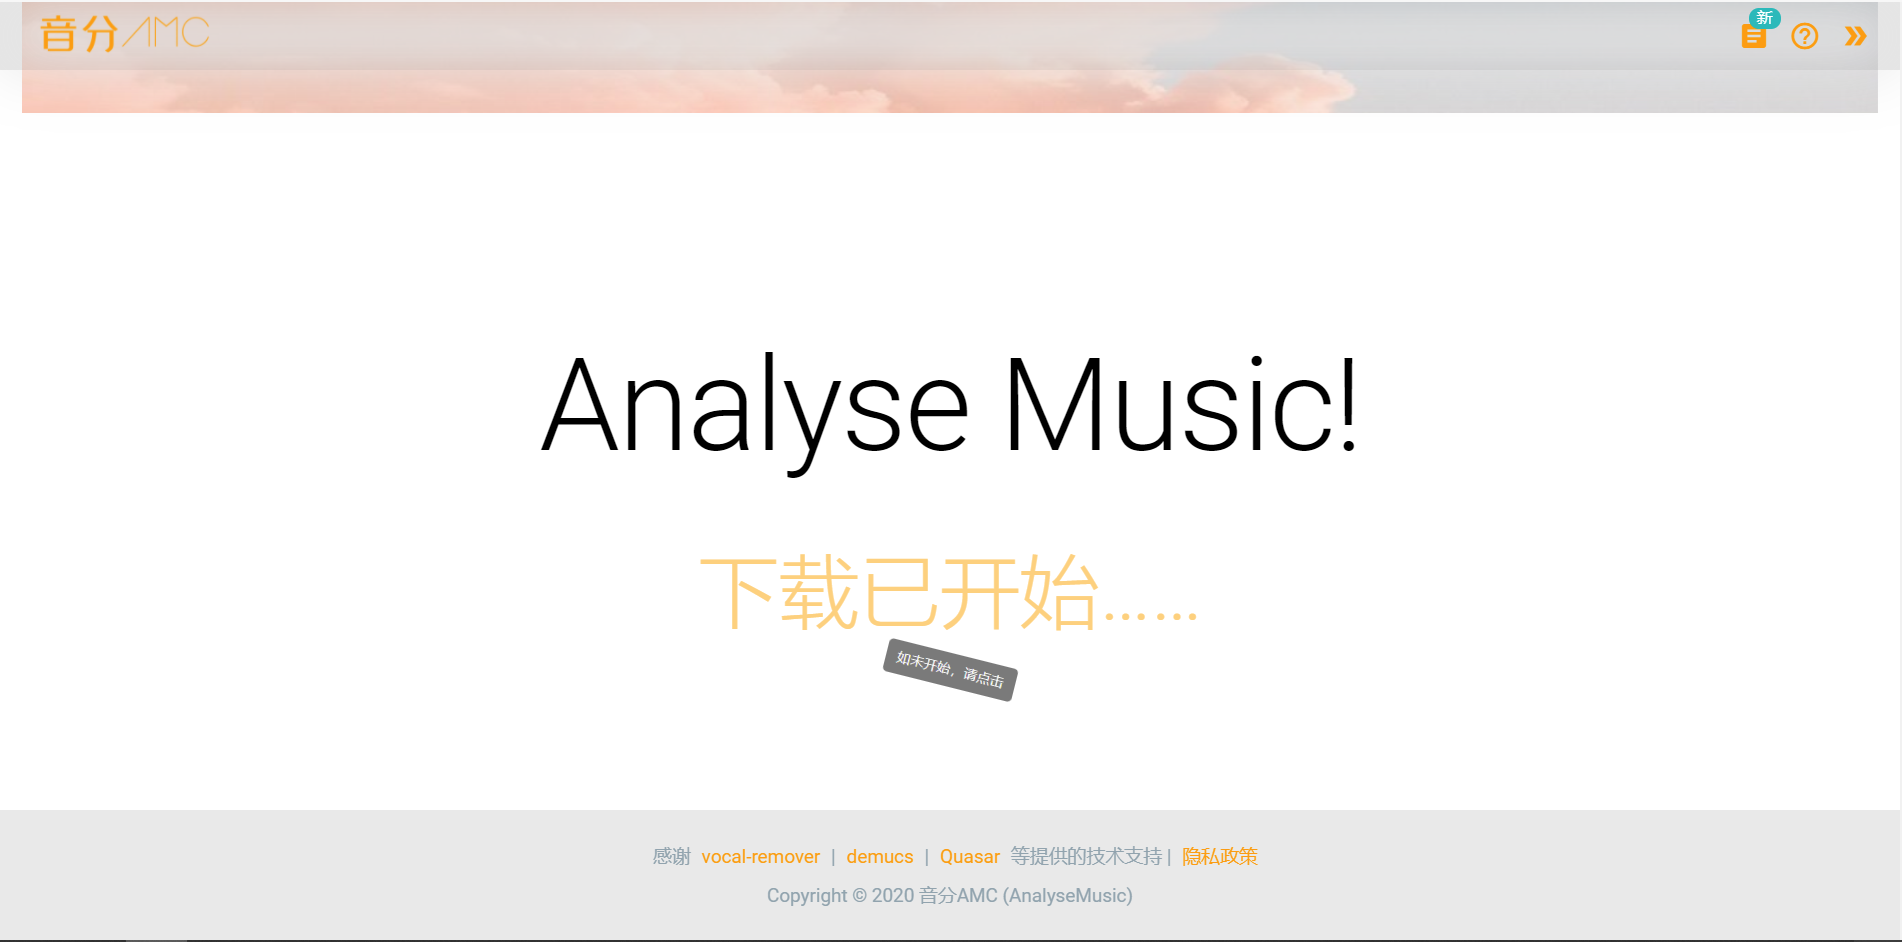 音分AMC
新
Analyse Music!
下载已开始……
如未开始，请点击
感谢 vocal-remover | demucs | Quasar 等提供的技术支持 | 隐私政策
Copyright © 2020 音分AMC (AnalyseMusic)